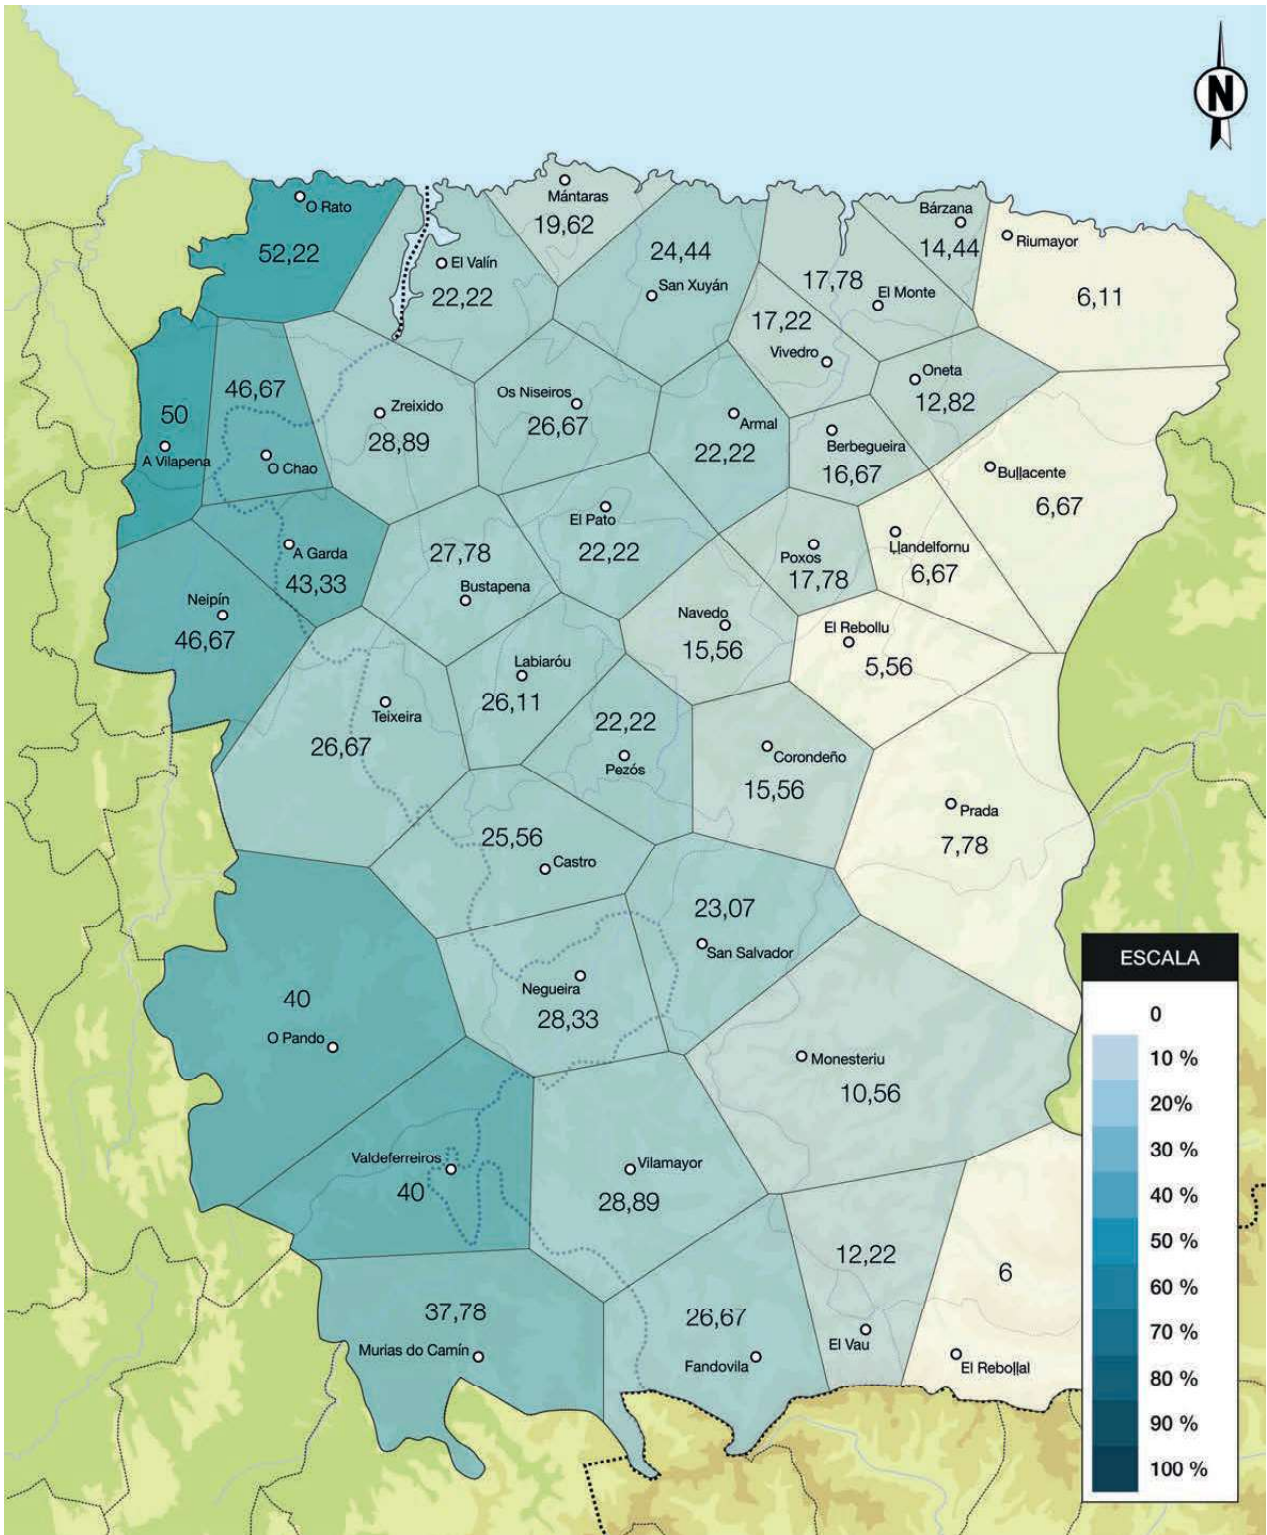 N
Mántaras
19,62
O Rato
52,22
Bárzana
14,44
Riumayor
6,11
24,44
San Xuyán
El Valín
22,22
17,78
El Monte
17,22
Vivedro
Oneta
12,82
46,67
O Chao
50
A Vilapena
Zreixido
28,89
Os Niseiros
26,67
Armal
22,22
Berbegueira
16,67
Buḷḷacente
6,67
El Pato
22,22
27,78
Bustapena
A Garda
43,33
Poxos
17,78
Llandelfornu
6,67
Neipín
46,67
Navedo
15,56
El Rebollu
5,56
Labiaróu
26,11
Teixeira
26,67
22,22
Pezós
Corondeño
15,56
Prada
7,78
25,56
Castro
23,07
San Salvador
Negueira
28,33
40
O Pando
Monesteriu
10,56
Valdeferreiros
40
Vilamayor
28,89
12,22
El Vau
6
El Reboḷḷal
37,78
Murias do Camín
26,67
Fandovila
ESCALA
0
10 %
20%
30 %
40 %
50 %
60 %
70 %
80 %
90 %
100 %